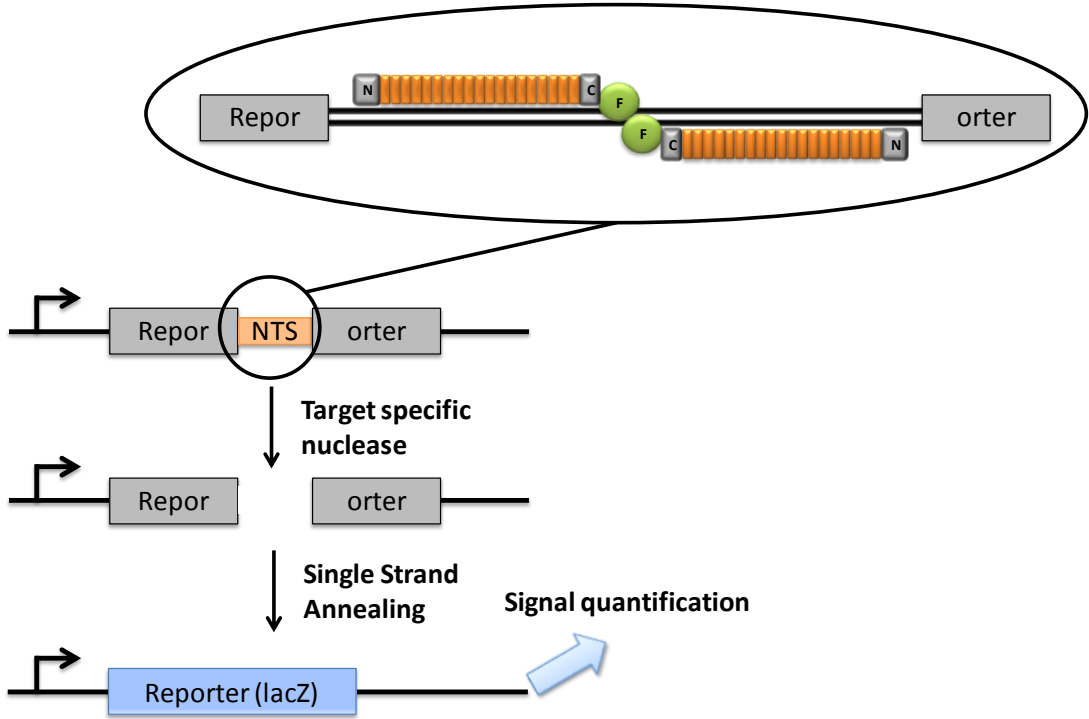 N C F
Repor orter
F C N
Repor NTS orter
Target specific
nuclease
Repor orter
Single Strand
Annealing
Signal quantification
Reporter (lacZ)